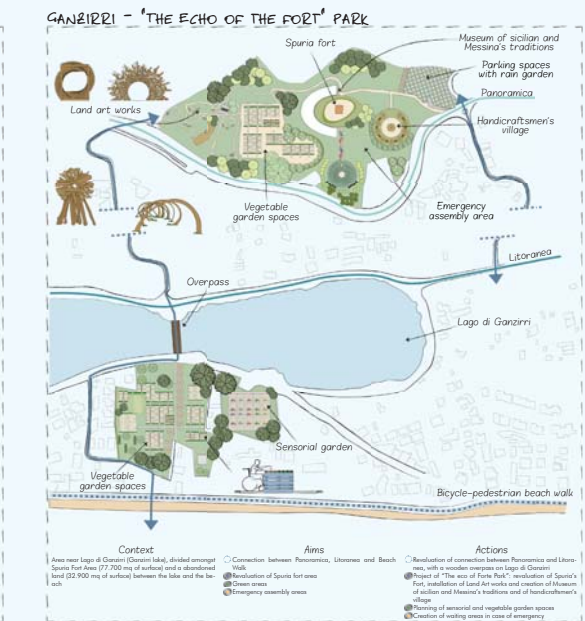 GANZIRRI - "THE ECHO OF THE FORT" PARK
Spuria fort
Museum of sicilian and
Messina's traditions
Parking spaces
with rain garden
Panoramica
Land art works
Handicraftsmen's
village
Vegetable
garden spaces
Emergency
assembly area
Litoranea
Overpass
Lago di Ganzirri
Sensorial garden
Vegetable
garden spaces
Bicycle-pedestrian beach walk
Context
Area near Lago di Ganzirri (Ganzirri lake), divided amongst
Spuria Fort Area (77.700 mq of surface) and a abandoned
land (32.900 mq of surface) between the lake and the be-
ach
Aims
Connection between Panoramica, Litoranea and Beach
Walk
Revaluation of Spuria fort area
Green areas
Emergency assembly areas
Actions
Revaluation of connection between Panoramica and Litora-
nea, with a wooden overpass on Lago di Ganzirri
Project of "The eco of Forte Park": revaluation of Spuria's
Fort, installation of Land Art works and creation of Museum
of sicilian and Messina's traditions and of handicraftsmen's
village
Planning of sensorial and vegetable garden spaces
Creation of waiting areas in case of emergency